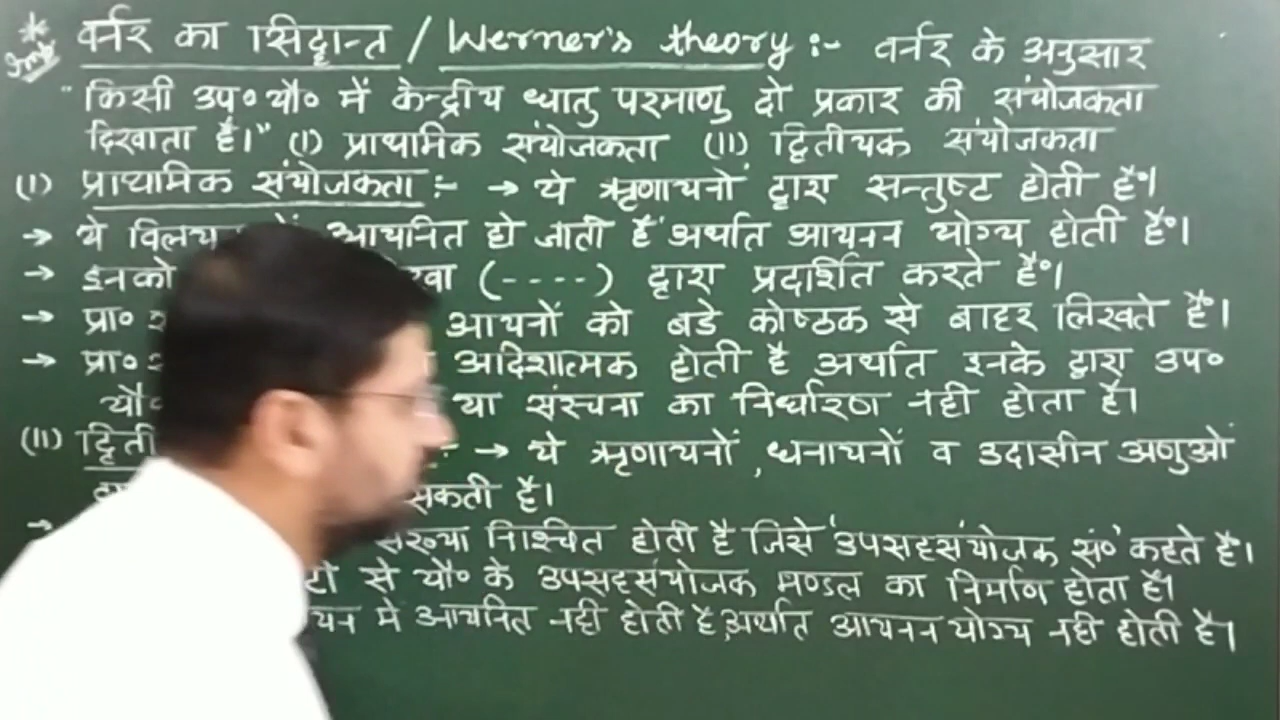 * वर्नर का सिद्धान्त / Werner's theory :- वर्नर के अनुसार
Imp
"किसी उप० यौ० में केन्द्रीय धातु परमाणु दो प्रकार की संयोजकता
दिखाता है।" (I) प्राथमिक संयोजकता (II) द्वितीयक संयोजकता
(I) प्राथमिक संयोजकता :- → ये ऋणायनों द्वारा सन्तुष्ट होती हैं।
→ ये आयनित हो जाती हैं अर्थात आयनन योग्य होती हैं।
→ इनको (----) द्वारा प्रदर्शित करते हैं।
→ प्रा० आयनों को बडे कोष्ठक से बाहर लिखते हैं।
→ प्रा० अदिशात्मक होती है अर्थात इनके द्वारा उप०
या संरचना का निर्धारण नही होता है।
(II) :- → ये ऋणायनों, धनायनों व उदासीन अणुओं
सकती हैं।
→ संख्या निश्चित होती है जिसे 'उपसहसंयोजक सं०' कहते हैं।
से यौ० के उपसहसंयोजक मण्डल का निर्माण होता है।
में आयनित नही होती है, अर्थात आयनन योग्य नही होती है।